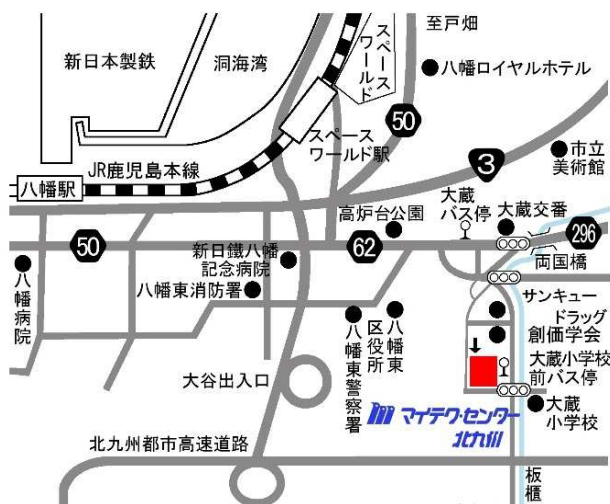 至戸畑
スペース
ワールド
新日本製鉄
洞海湾
八幡ロイヤルホテル
50
スペース
ワールド駅
3
市立
美術館
JR鹿児島本線
八幡駅
大蔵
バス停
大蔵交番
高炉台公園
296
50
62
新日鐵八幡
記念病院
両国橋
八幡病院
八幡東消防署
サンキュー
ドラッグ
創価学会
八幡東
区役所
八幡東警察署
大蔵小学校
前バス停
大谷出入口
マイテク・センター
北九州
大蔵
小学校
北九州都市高速道路
板櫃